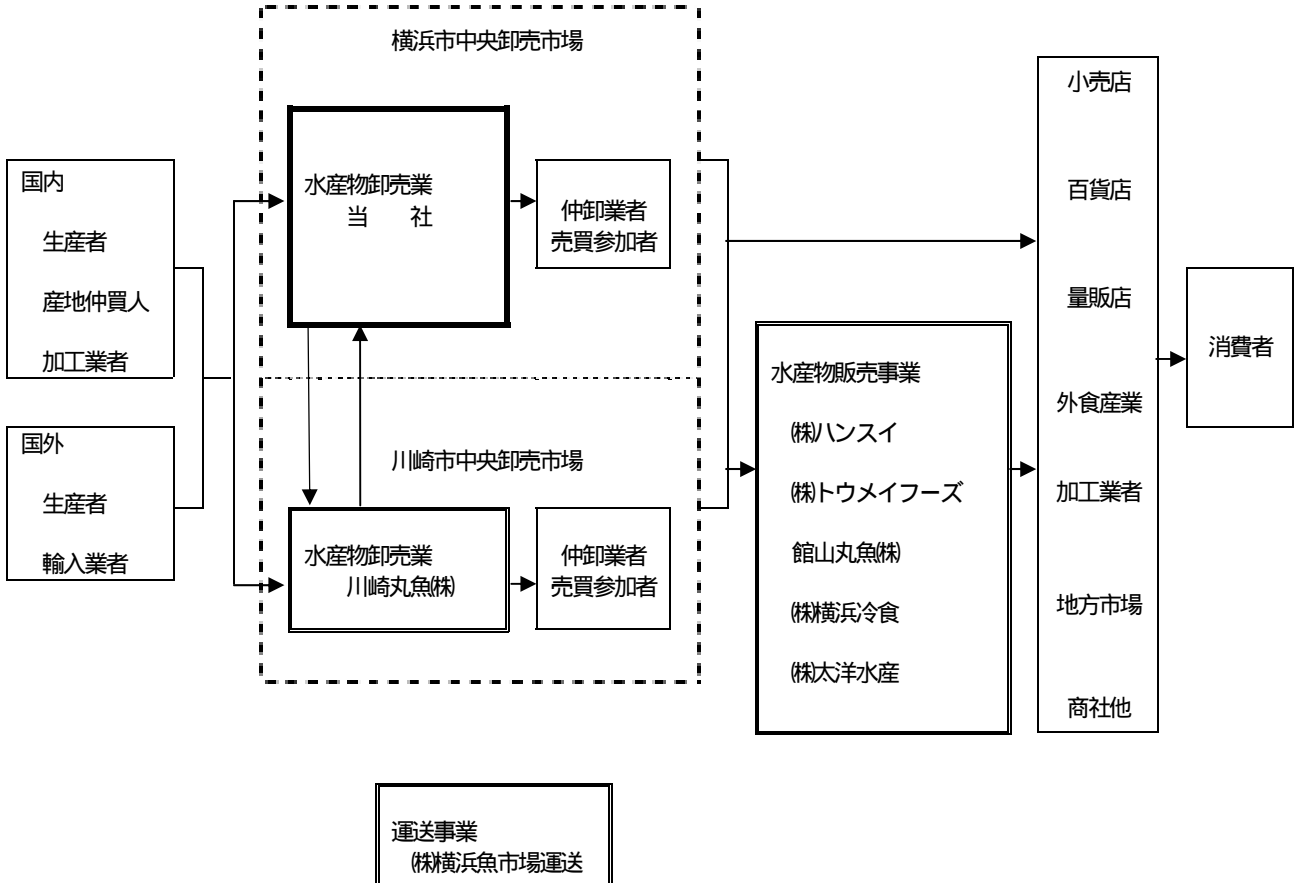 横浜市中央卸売市場
国内
生産者
産地仲買人
加工業者
国外
生産者
輸入業者
水産物卸売業
当　社
仲卸業者
売買参加者
川崎市中央卸売市場
水産物卸売業
川崎丸魚㈱
仲卸業者
売買参加者
水産物販売事業
㈱ハンスイ
㈱トウメイフーズ
館山丸魚㈱
㈱横浜冷食
㈱太洋水産
小売店
百貨店
量販店
外食産業
加工業者
地方市場
商社他
消費者
運送事業
㈱横浜魚市場運送